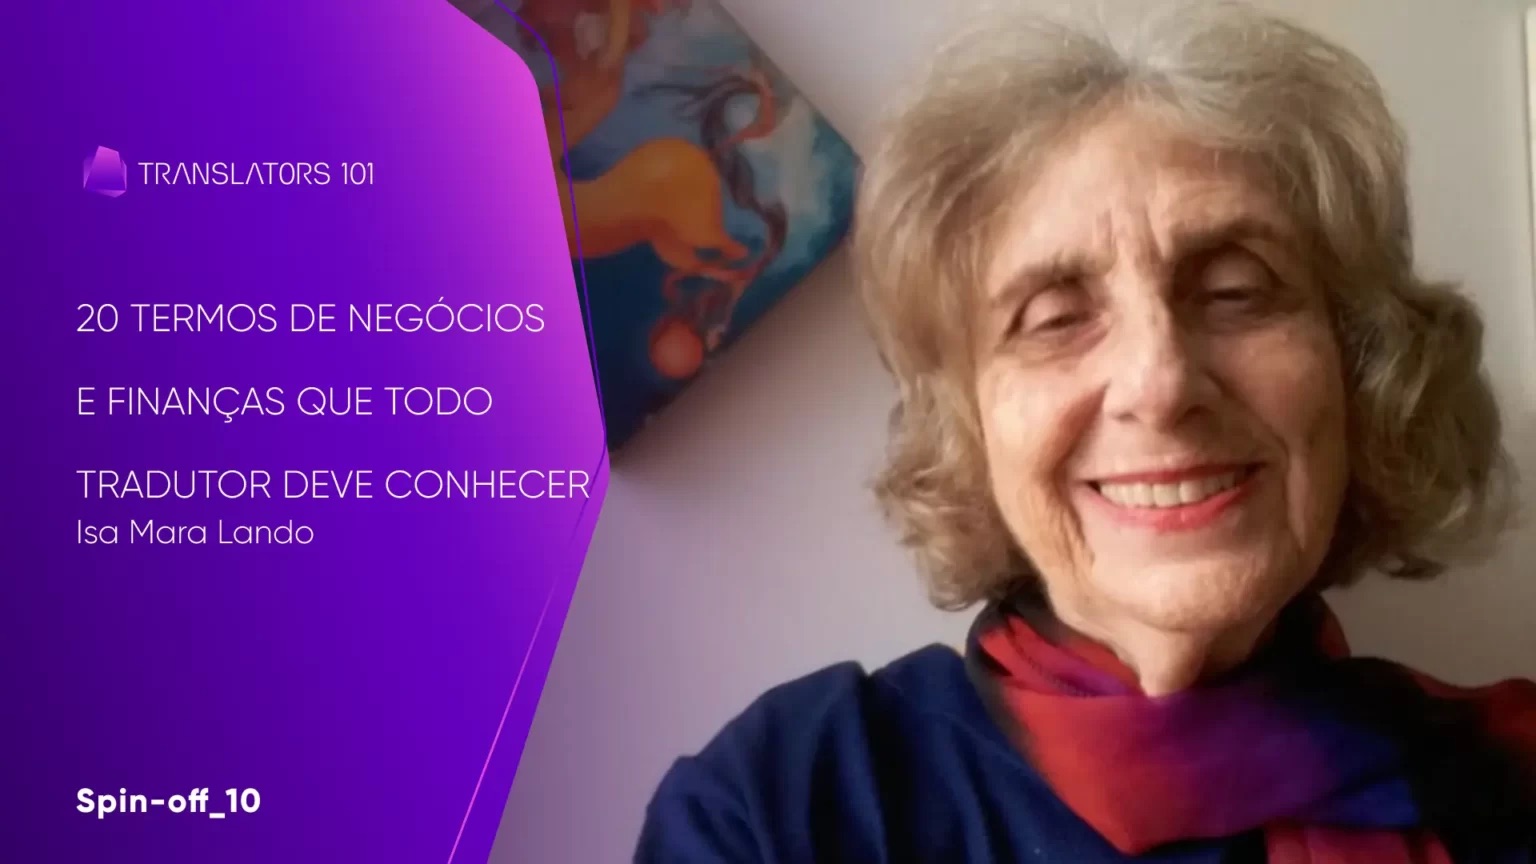 TRANSLATORS 101
20 TERMOS DE NEGÓCIOS
E FINANÇAS QUE TODO
TRADUTOR DEVE CONHECER
Isa Mara Lando
Spin-off_10